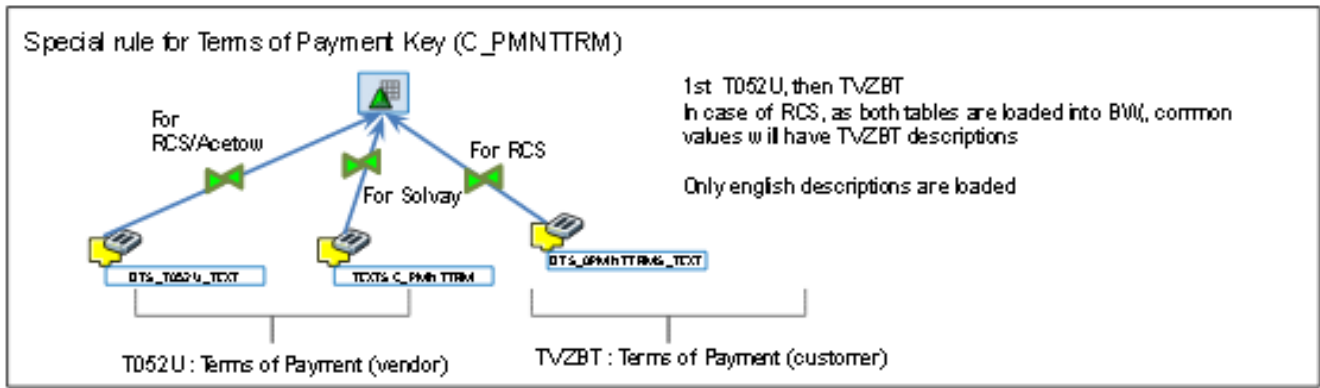 Special rule for Terms of Payment Key (C_PMNTTRM)
1st T052U, then TVZBT
In case of RCS, as both tables are loaded into BW, common
values will have TVZBT descriptions
Only english descriptions are loaded
For
RCS/Acetow
For Solvay
For RCS
DTS_T052U_TEXT
TEXTS C_PMNTTRM
DTS_0PMNTTRMS_TEXT
T052U : Terms of Payment (vendor)
TVZBT : Terms of Payment (customer)